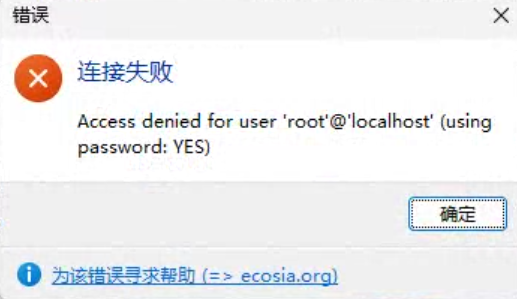 错误
连接失败
Access denied for user 'root'@'localhost' (using
password: YES)
确定
为该错误寻求帮助 (=> ecosia.org)